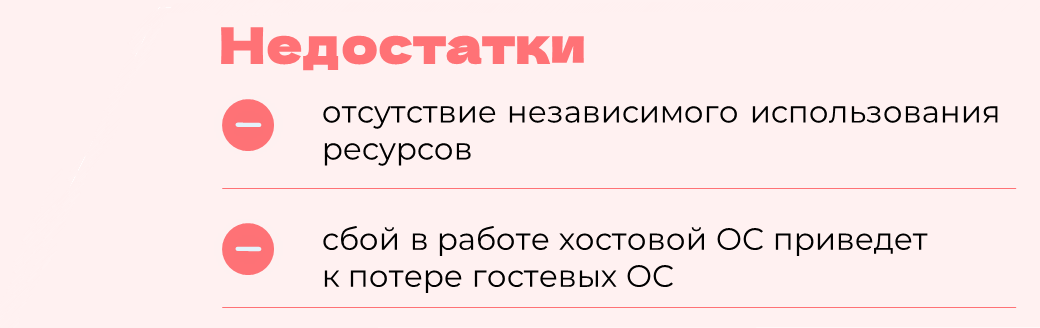 Недостатки
отсутствие независимого использования
ресурсов
сбой в работе хостовой ОС приведет
к потере гостевых ОС